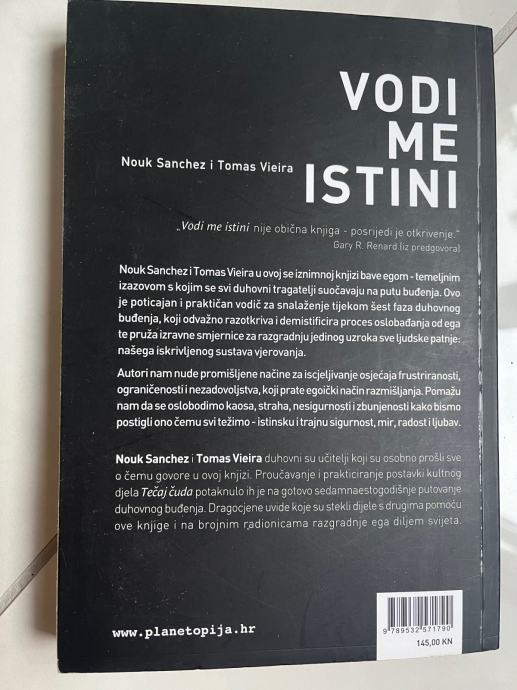 VODI
ME
Nouk Sanchez i Tomas Vieira ISTINI
„Vodi me istini nije obična knjiga - posrijedi je otkrivenje.“
Gary R. Renard (iz predgovora)
Nouk Sanchez i Tomas Vieira u ovoj se iznimnoj knjizi bave egom - temeljnim
izazovom s kojim se svi duhovni tragatelji suočavaju na putu buđenja. Ovo
je poticajan i praktičan vodič za snalaženje tijekom šest faza duhovnog
buđenja, koji odvažno razotkriva i demistificira proces oslobađanja od ega
te pruža izravne smjernice za razgradnju jedinog uzroka sve ljudske patnje:
našega iskrivljenog sustava vjerovanja.
Autori nam nude promišljene načine za iscjeljivanje osjećaja frustriranosti,
ograničenosti i nezadovoljstva, koji prate egoički način razmišljanja. Pomažu
nam da se oslobodimo kaosa, straha, nesigurnosti i zbunjenosti kako bismo
postigli ono čemu svi težimo - istinsku i trajnu sigurnost, mir, radost i ljubav.
Nouk Sanchez i Tomas Vieira duhovni su učitelji koji su osobno prošli sve
o čemu govore u ovoj knjizi. Proučavanje i prakticiranje postavki kultnog
djela Tečaj čuda potaknulo ih je na gotovo sedamnaestogodišnje putovanje
duhovnog buđenja. Dragocjene uvide koje su stekli dijele s drugima pomoću
ove knjige i na brojnim radionicama razgradnje ega diljem svijeta.
www.planetopija.hr
9 789532 571790
145,00 KN